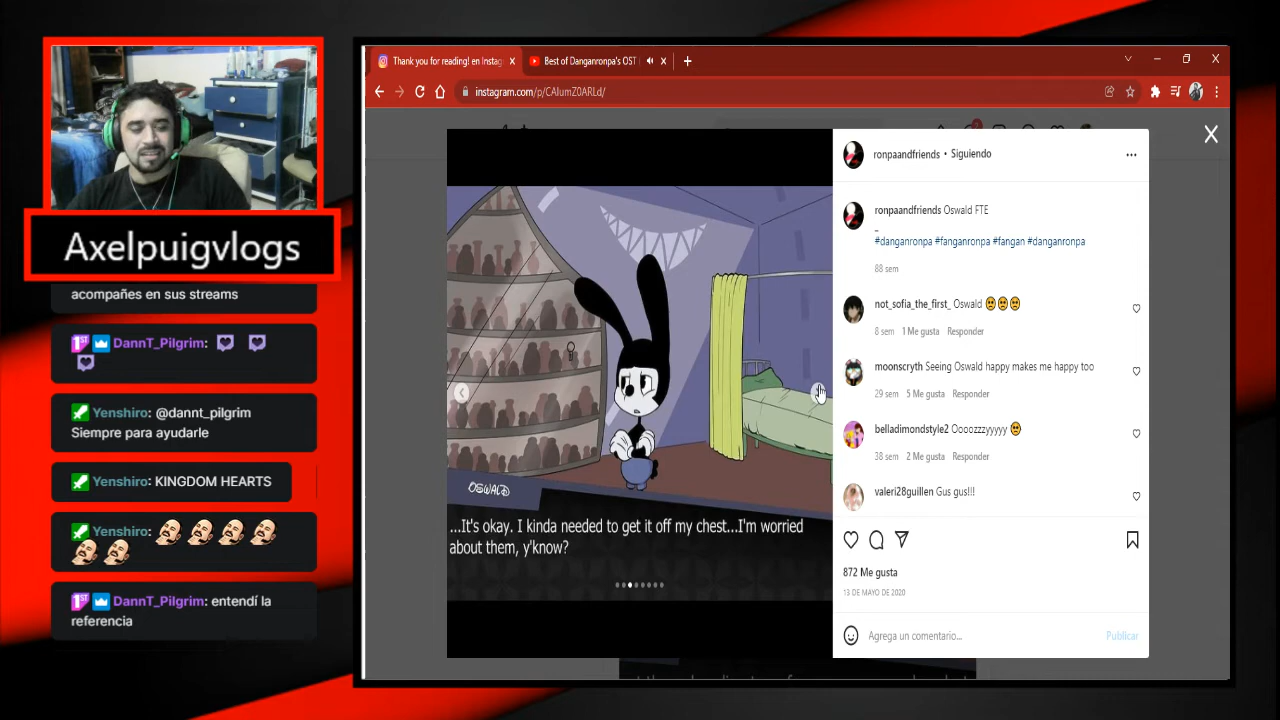 Axelpuigvlogs
acompañes en sus streams
DannT_Pilgrim:
Yenshiro: @dannt_pilgrim
Siempre para ayudarle
Yenshiro: KINGDOM HEARTS
Yenshiro:
DannT_Pilgrim: entendí la
referencia
Thank you for reading! en Instag
Best of Danganronpa's OST
instagram.com/p/CAIumZ0ARLd/
OSWALD
...It's okay. I kinda needed to get it off my chest...I'm worried
about them, y'know?
ronpaandfriends • Siguiendo
ronpaandfriends Oswald FTE
_
#danganronpa #fanganronpa #fangan #danganronpa
88 sem
not_sofia_the_first_ Oswald
8 sem 1 Me gusta Responder
moonscryth Seeing Oswald happy makes me happy too
29 sem 5 Me gusta Responder
belladimondstyle2 Oooozzzyyyyy
38 sem 2 Me gusta Responder
valeri28guillen Gus gus!!!
872 Me gusta
13 DE MAYO DE 2020
Agrega un comentario...
Publicar